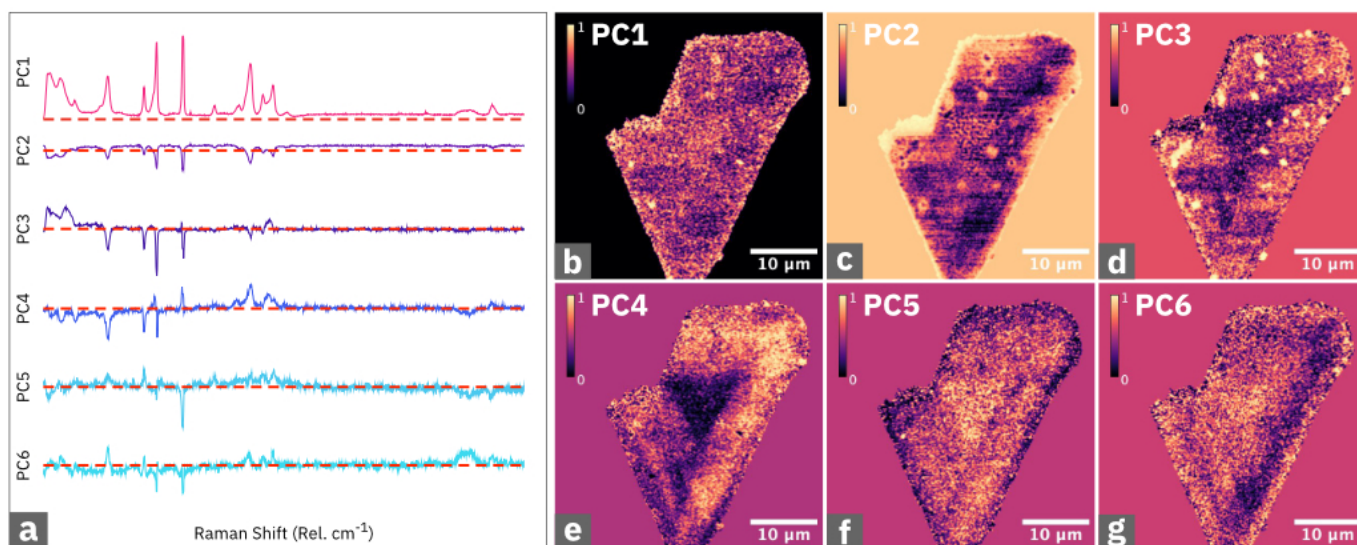 PC1
PC2
PC3
PC4
PC5
PC6
Raman Shift (Rel. cm⁻¹)
a
1
0
PC1
b
10 μm
1
0
PC2
c
10 μm
1
0
PC3
d
10 μm
1
0
PC4
e
10 μm
1
0
PC5
f
10 μm
1
0
PC6
g
10 μm